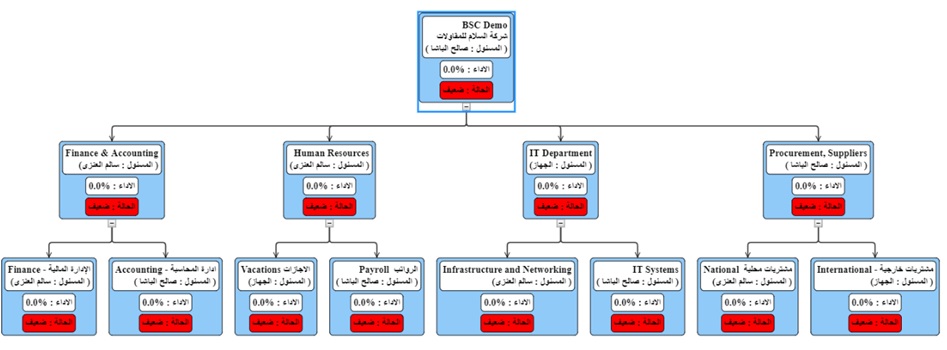 BSC Demo
شركة السلام للمقاولات
( المسئول : صالح الباشا )
الاداء : 0.0%
الحالة : ضعيف
Finance & Accounting
( المسئول : سالم العنزى)
الاداء : 0.0%
الحالة : ضعيف
Human Resources
( المسئول : سالم العنزى)
الاداء : 0.0%
الحالة : ضعيف
IT Department
( المسئول : الجهاز)
الاداء : 0.0%
الحالة : ضعيف
Procurement, Suppliers
( المسئول : صالح الباشا )
الاداء : 0.0%
الحالة : ضعيف
Finance - الإدارة المالية
( المسئول : سالم العنزى)
الاداء : 0.0%
الحالة : ضعيف
Accounting - ادارة المحاسبة
( المسئول : صالح الباشا )
الاداء : 0.0%
الحالة : ضعيف
Vacations الاجازات
( المسئول : الجهاز)
الاداء : 0.0%
الحالة : ضعيف
Payroll الرواتب
( المسئول : صالح الباشا )
الاداء : 0.0%
الحالة : ضعيف
Infrastructure and Networking
( المسئول : سالم العنزى)
الاداء : 0.0%
الحالة : ضعيف
IT Systems
( المسئول : صالح الباشا )
الاداء : 0.0%
الحالة : ضعيف
National مشتريات محلية
( المسئول : سالم العنزى)
الاداء : 0.0%
الحالة : ضعيف
International - مشتريات خارجية
( المسئول : الجهاز)
الاداء : 0.0%
الحالة : ضعيف